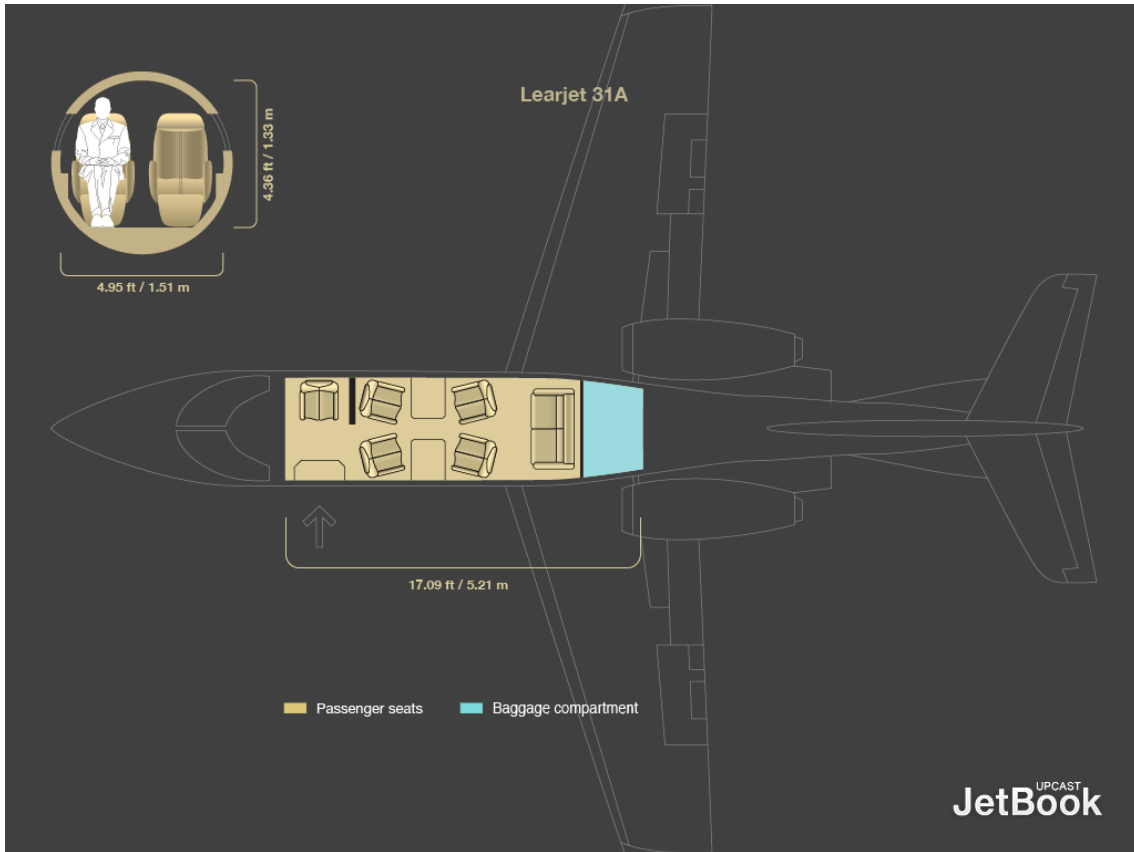 Learjet 31A
4.36 ft / 1.33 m
4.95 ft / 1.51 m
17.09 ft / 5.21 m
Passenger seats
Baggage compartment
UPCAST
JetBook